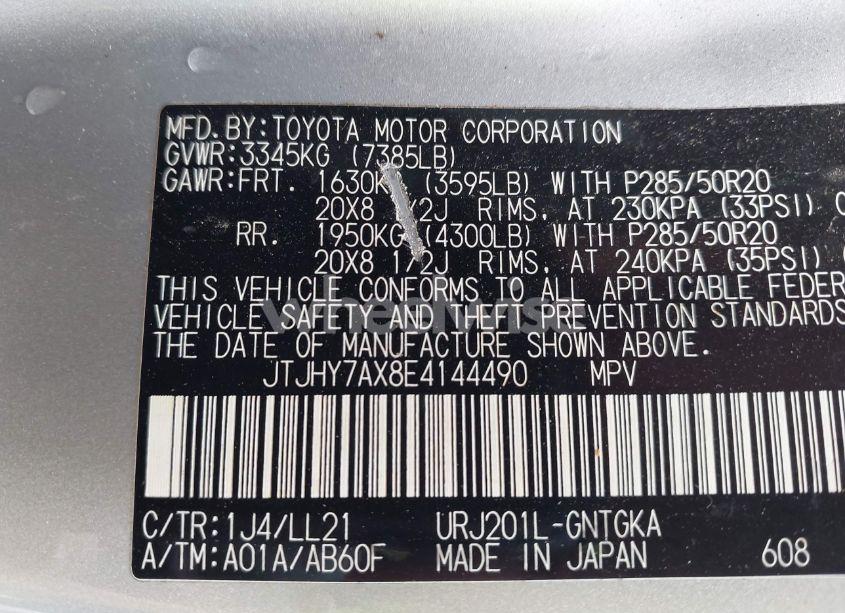 MFD.BY:TOYOTA MOTOR CORPORATION
GVWR:3345KG (7385LB)
GAWR:FRT. 1630KG (3595LB) WITH P285/50R20
20X8 1/2J RIMS. AT 230KPA (33PSI)
RR. 1950KG (4300LB) WITH P285/50R20
20X8 1/2J RIMS. AT 240KPA (35PSI)
THIS VEHICLE CONFORMS TO ALL APPLICABLE FEDER
VEHICLE SAFETY AND THEFT PREVENTION STANDARDS
THE DATE OF MANUFACTURE SHOWN ABOVE.
JTJHY7AX8E4144490 MPV
C/TR:1J4/LL21 URJ201L-GNTGKA
A/TM:A01A/AB60F MADE IN JAPAN 608